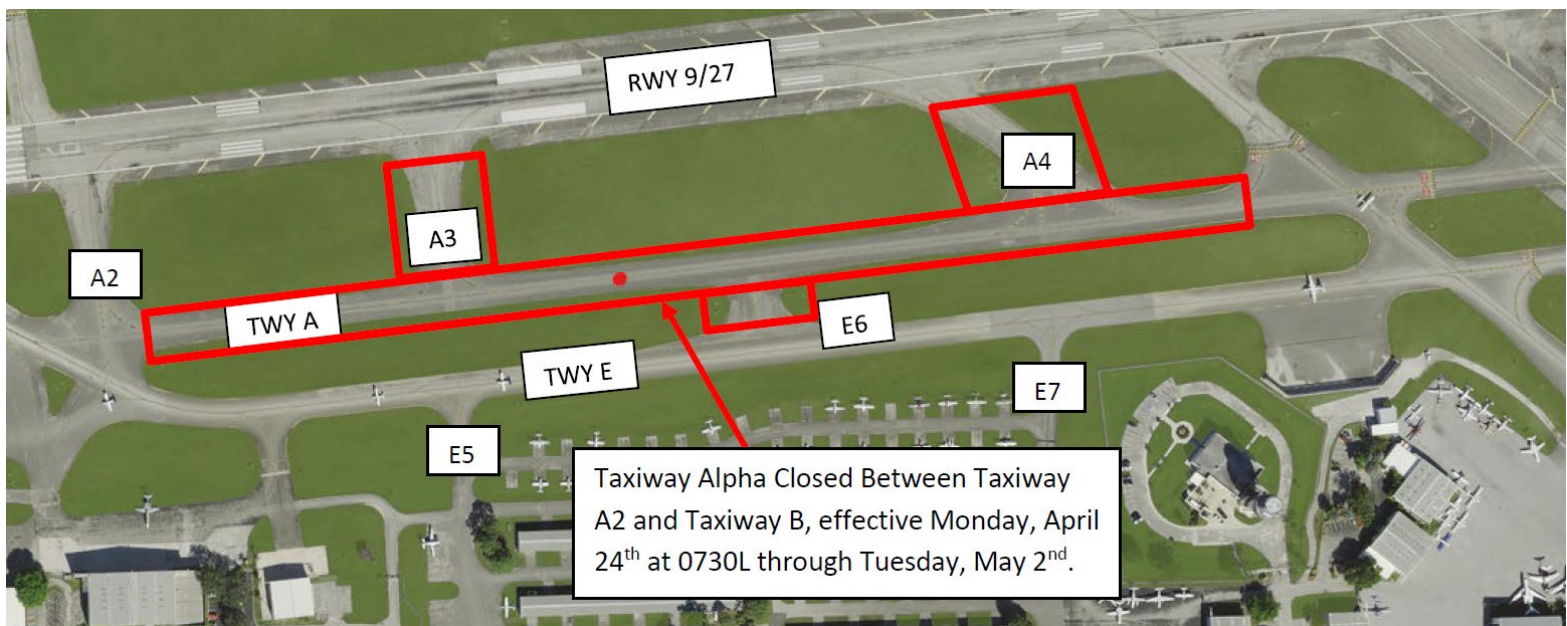 RWY 9/27
A4
A3
A2
TWY A
E6
TWY E
E7
E5
Taxiway Alpha Closed Between Taxiway
A2 and Taxiway B, effective Monday, April
24th at 0730L through Tuesday, May 2nd.